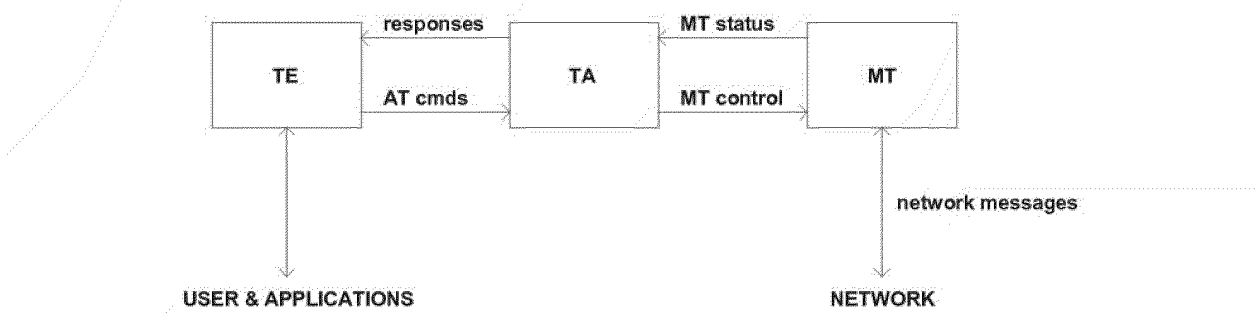 responses
MT status
TE
TA
MT
AT cmds
MT control
network messages
USER & APPLICATIONS
NETWORK